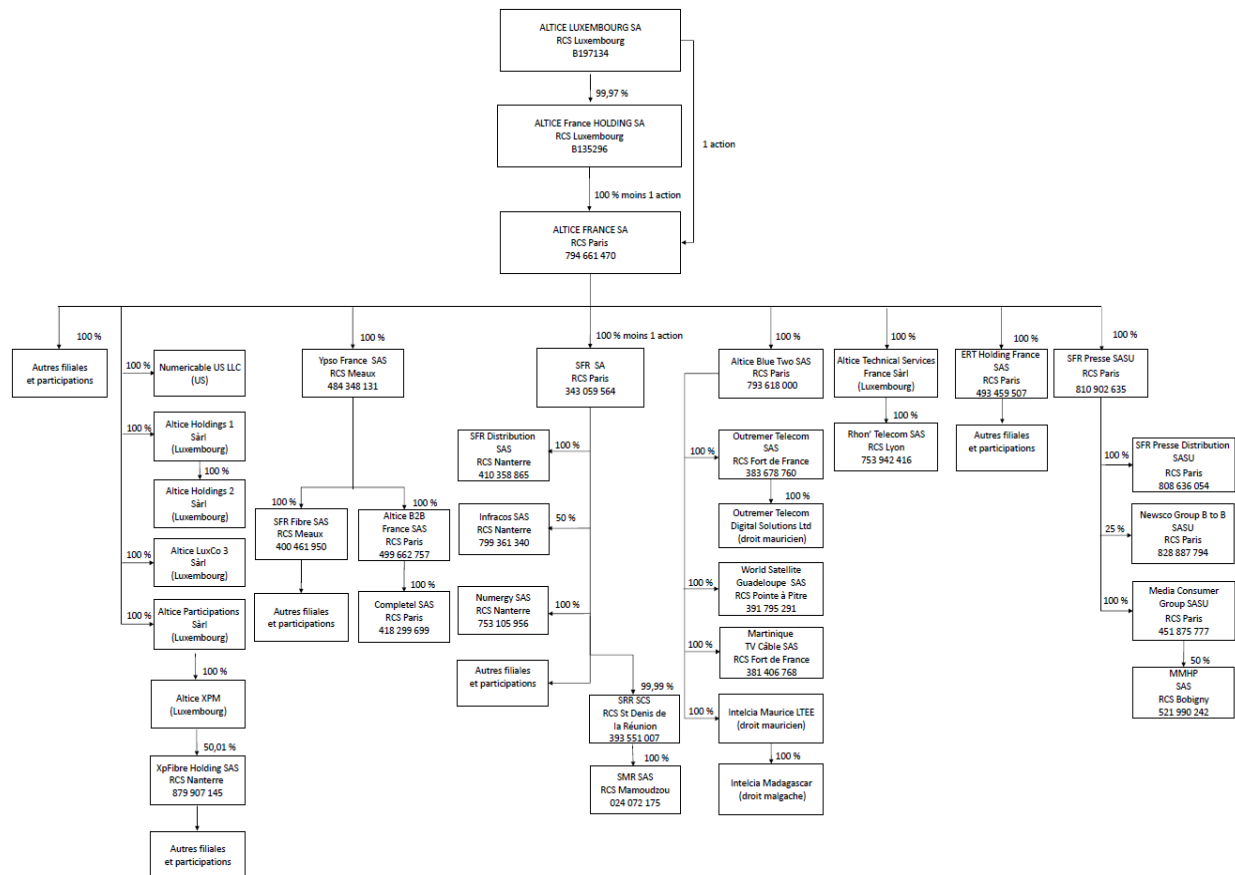 ALTICE LUXEMBOURG SA
RCS Luxembourg
B197134
99,97 %
ALTICE France HOLDING SA
RCS Luxembourg
B135296
1 action
100 % moins 1 action
ALTICE FRANCE SA
RCS Paris
794 661 470
100 %
Autres filiales
et participations
100 %
Numericable US LLC
(US)
100 %
Altice Holdings 1
Sàrl
(Luxembourg)
100 %
Altice Holdings 2
Sàrl
(Luxembourg)
100 %
Altice LuxCo 3
Sàrl
(Luxembourg)
100 %
Altice Participations
Sàrl
(Luxembourg)
100 %
Altice XPM
(Luxembourg)
50,01 %
XpFibre Holding SAS
RCS Nanterre
879 907 145
Autres filiales
et participations
100 %
Ypso France SAS
RCS Meaux
484 348 131
100 %
SFR Fibre SAS
RCS Meaux
400 461 950
Autres filiales
et participations
100 %
Altice B2B
France SAS
RCS Paris
499 662 757
100 %
Completel SAS
RCS Paris
418 299 699
100 % moins 1 action
SFR SA
RCS Paris
343 059 564
SFR Distribution
SAS
RCS Nanterre
410 358 865
100 %
Infracos SAS
RCS Nanterre
799 361 340
50 %
Numergy SAS
RCS Nanterre
753 105 956
100 %
Autres filiales
et participations
99,99 %
SRR SCS
RCS St Denis de
la Réunion
393 551 007
100 %
SMR SAS
RCS Mamoudzou
024 072 175
100 %
Altice Blue Two SAS
RCS Paris
793 618 000
100 %
Outremer Telecom
SAS
RCS Fort de France
383 678 760
100 %
Outremer Telecom
Digital Solutions Ltd
(droit mauricien)
100 %
World Satellite
Guadeloupe SAS
RCS Pointe à Pitre
391 795 291
100 %
Martinique
TV Câble SAS
RCS Fort de France
381 406 768
100 %
Intelcia Maurice LTEE
(droit mauricien)
100 %
Intelcia Madagascar
(droit malgache)
100 %
Altice Technical Services
France Sàrl
(Luxembourg)
100 %
Rhon' Telecom SAS
RCS Lyon
753 942 416
100 %
ERT Holding France
SAS
RCS Paris
493 459 507
Autres filiales
et participations
100 %
SFR Presse SASU
RCS Paris
810 902 635
100 %
SFR Presse Distribution
SASU
RCS Paris
808 636 054
25 %
Newsco Group B to B
SASU
RCS Paris
828 887 794
100 %
Media Consumer
Group SASU
RCS Paris
451 875 777
50 %
MMHP
SAS
RCS Bobigny
521 990 242